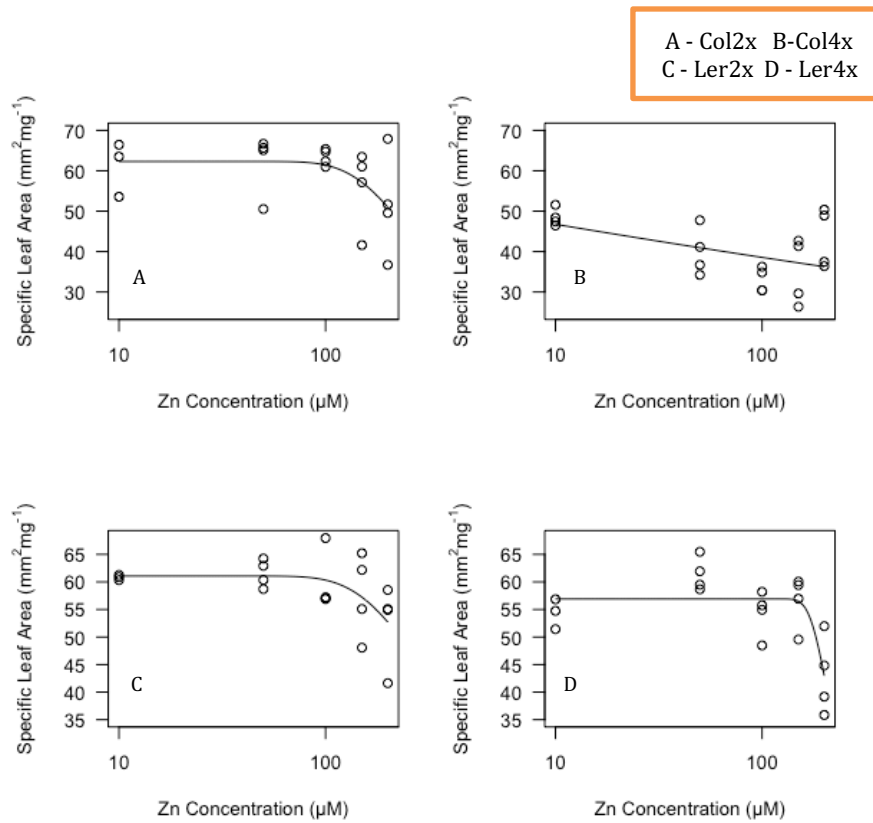 A - Col2x B-Col4x
C - Ler2x D - Ler4x
Specific Leaf Area (mm²mg⁻¹)
70
60
50
40
30
A
10
100
Zn Concentration (µM)
Specific Leaf Area (mm²mg⁻¹)
70
60
50
40
30
B
10
100
Zn Concentration (µM)
Specific Leaf Area (mm²mg⁻¹)
65
60
55
50
45
40
35
C
10
100
Zn Concentration (µM)
Specific Leaf Area (mm²mg⁻¹)
65
60
55
50
45
40
35
D
10
100
Zn Concentration (µM)